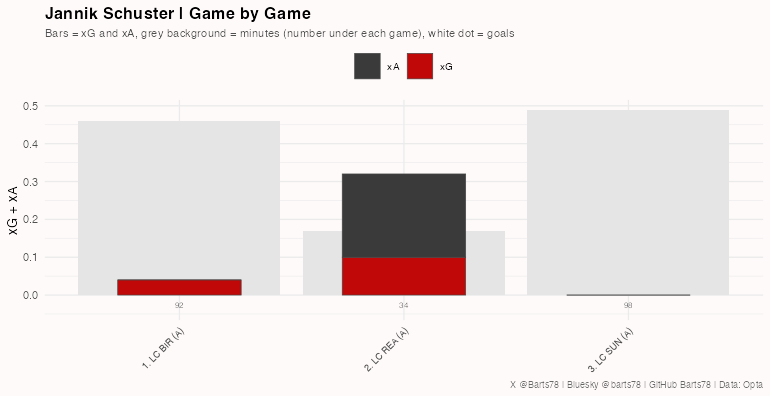 Jannik Schuster | Game by Game
Bars = xG and xA, grey background = minutes (number under each game), white dot = goals
xA xG
xG + xA
0.5
0.4
0.3
0.2
0.1
0.0
92 34 98
1. LC BIR (A) 2. LC REA (A) 3. LC SUN (A)
X @Barts78 | Bluesky @barts78 | GitHub Barts78 | Data: Opta